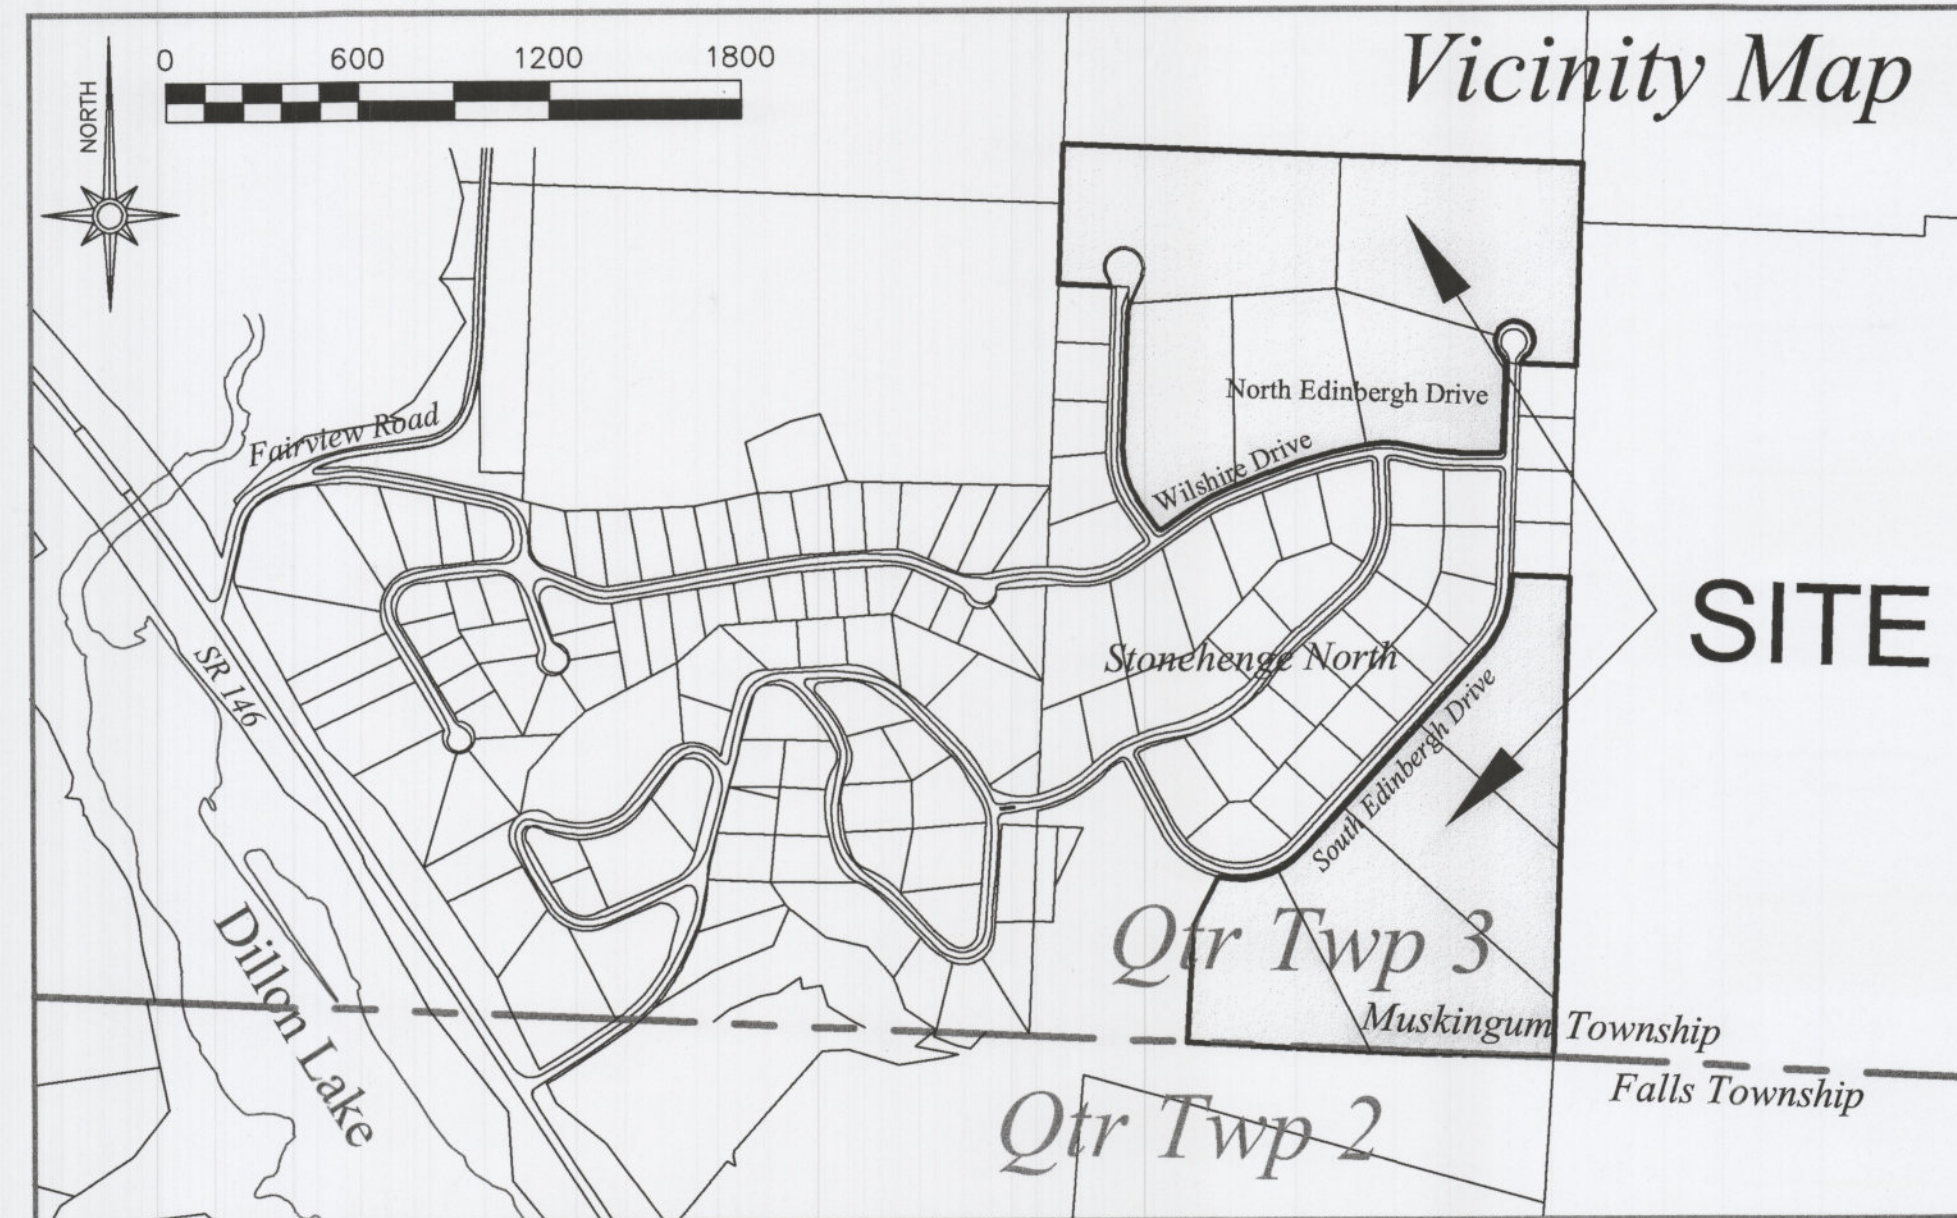 0 600 1200 1800
Vicinity Map
NORTH
North Edinbergh Drive
Fairview Road
Wilshire Drive
SITE
Stonehenge North
SR 146
South Edinbergh Drive
Dillon Lake
Qtr Twp 3
Muskingum Township
Falls Township
Qtr Twp 2